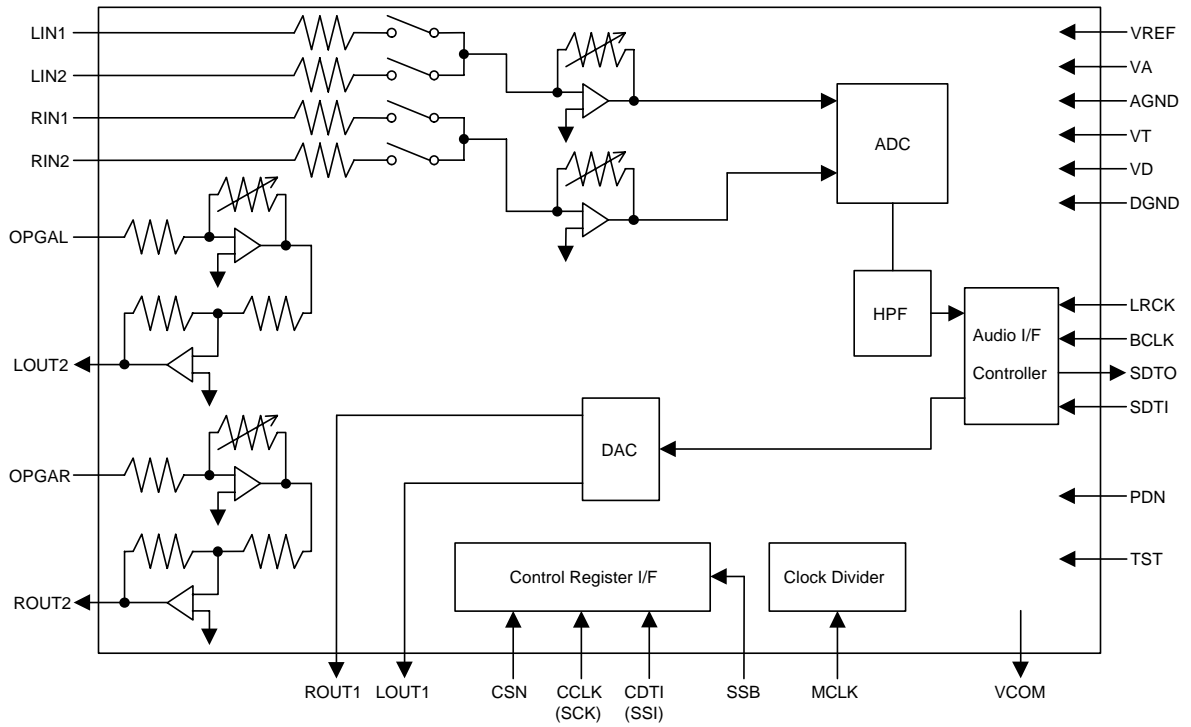 LIN1
LIN2
RIN1
RIN2
OPGAL
LOUT2
OPGAR
ROUT2
ADC
HPF
Audio I/F
Controller
DAC
Control Register I/F
Clock Divider
VREF
VA
AGND
VT
VD
DGND
LRCK
BCLK
SDTO
SDTI
PDN
TST
ROUT1
LOUT1
CSN
CCLK
(SCK)
CDTI
(SSI)
SSB
MCLK
VCOM